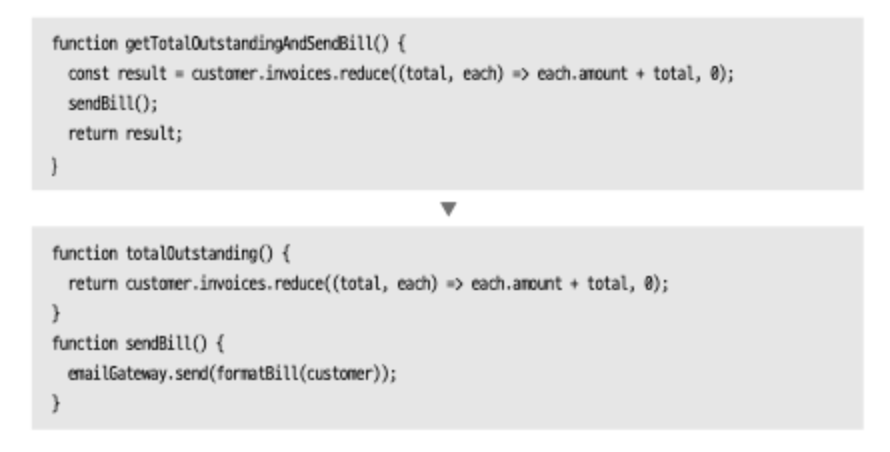 function getTotalOutstandingAndSendBill() {
  const result = customer.invoices.reduce((total, each) => each.amount + total, 0);
  sendBill();
  return result;
}
function totalOutstanding() {
  return customer.invoices.reduce((total, each) => each.amount + total, 0);
}
function sendBill() {
  emailGateway.send(formatBill(customer));
}